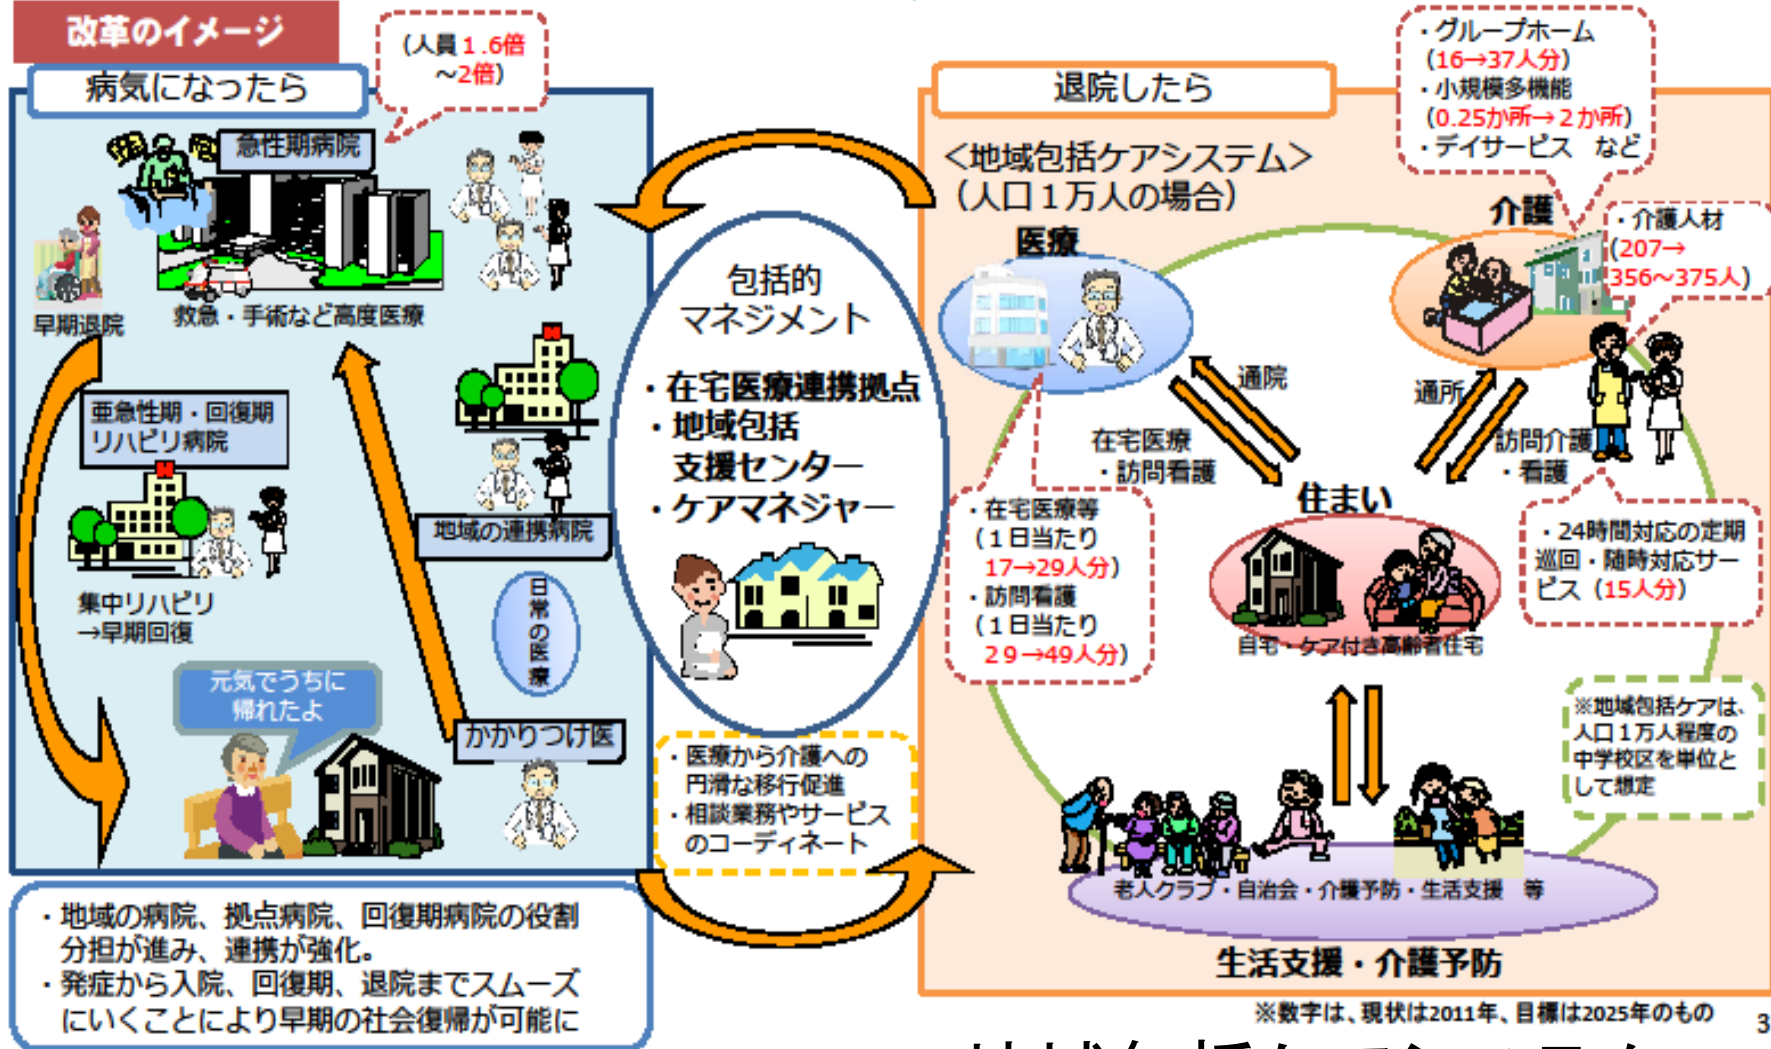 改革のイメージ
(人員1.6倍
～2倍)
病気になったら
急性期病院
早期退院
救急・手術など高度医療
亜急性期・回復期
リハビリ病院
集中リハビリ
→早期回復
地域の連携病院
日常の医療
元気でうちに
帰れたよ
かかりつけ医
・地域の病院、拠点病院、回復期病院の役割
分担が進み、連携が強化。
・発症から入院、回復期、退院までスムーズ
にいくことにより早期の社会復帰が可能に
包括的
マネジメント
・在宅医療連携拠点
・地域包括
支援センター
・ケアマネジャー
・医療から介護への
円滑な移行促進
・相談業務やサービス
のコーディネート
退院したら
<地域包括ケアシステム>
(人口1万人の場合)
・グループホーム
(16→37人分)
・小規模多機能
(0.25か所→2か所)
・デイサービス など
医療
介護
・介護人材
(207→
356～375人)
通院
在宅医療
・訪問看護
通所
訪問介護
・看護
・在宅医療等
(1日当たり
17→29人分)
・訪問看護
(1日当たり
29→49人分)
住まい
自宅・ケア付き高齢者住宅
・24時間対応の定期
巡回・随時対応サー
ビス(15人分)
※地域包括ケアは、
人口1万人程度の
中学校区を単位と
して想定
老人クラブ・自治会・介護予防・生活支援 等
生活支援・介護予防
※数字は、現状は2011年、目標は2025年のもの
3